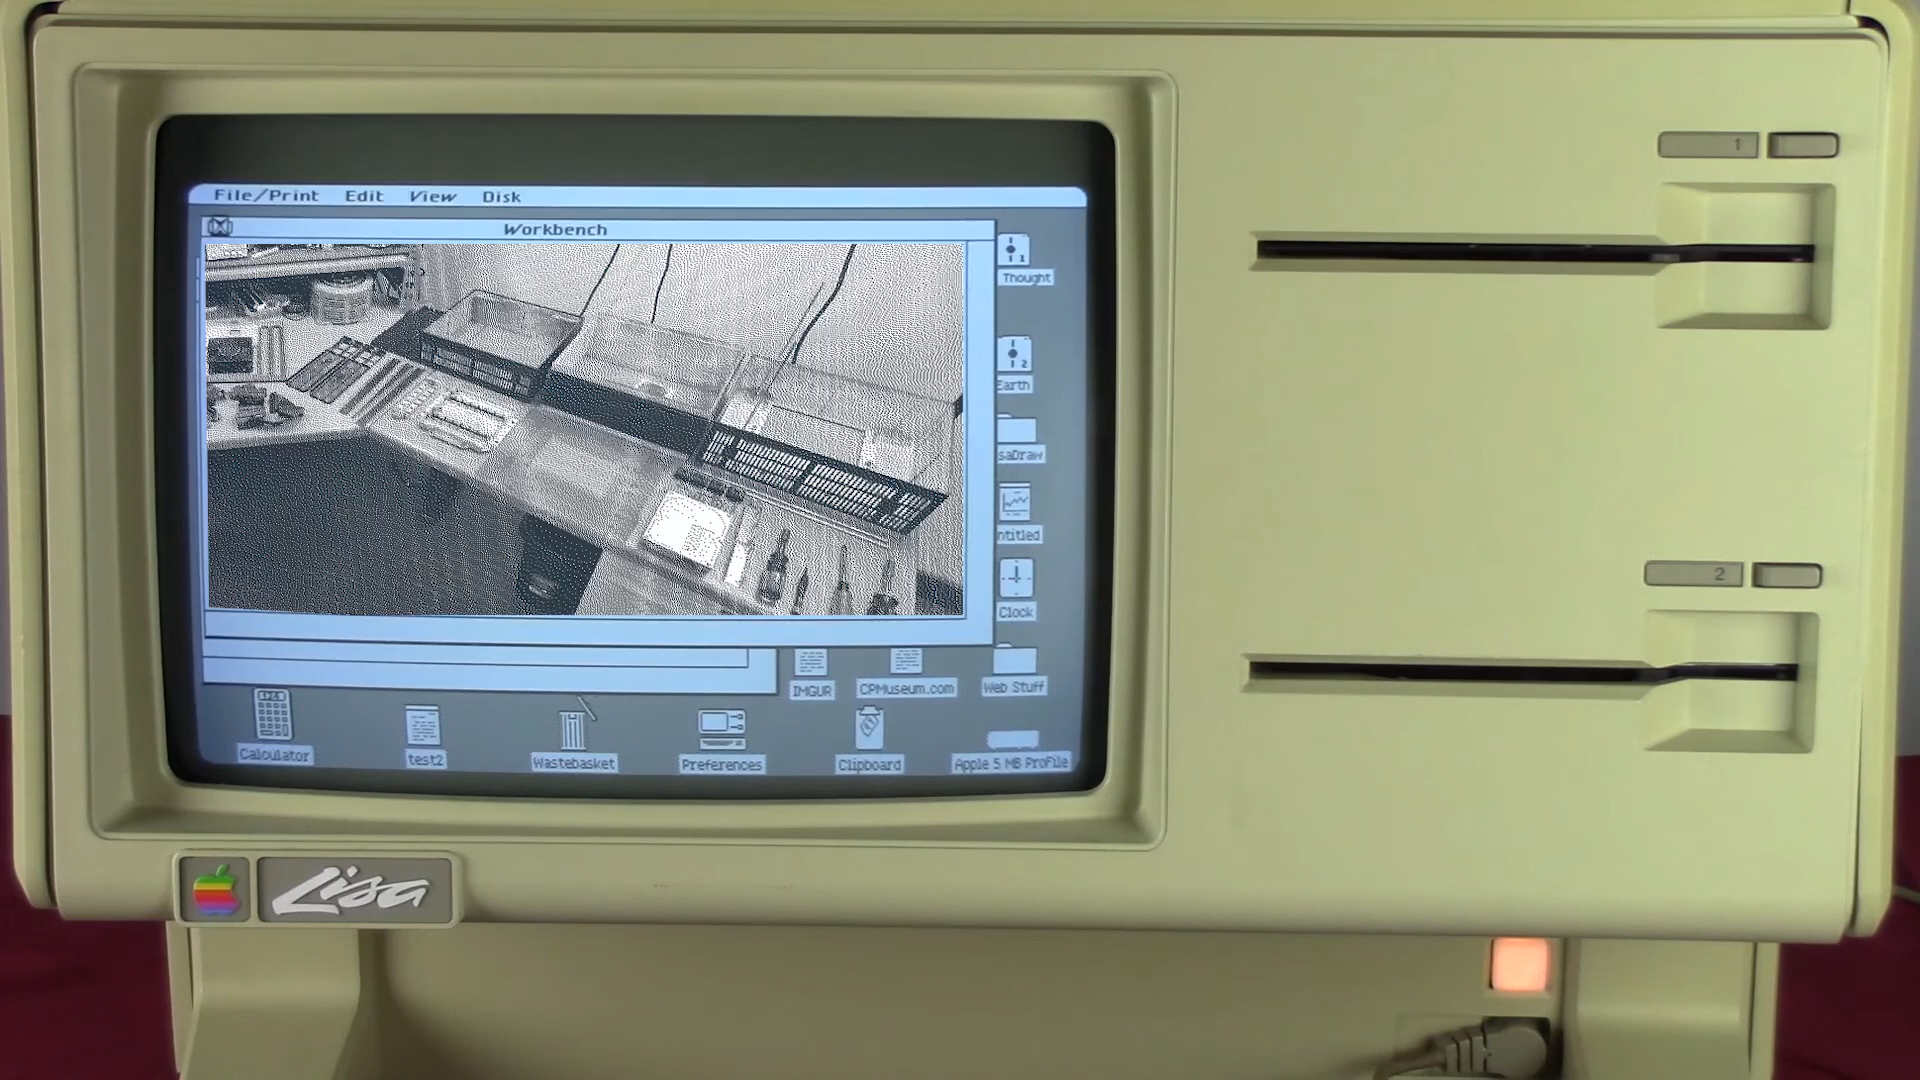 File/Print Edit View Disk
Workbench
Thought
Earth
saDraw
ntitled
Clock
IMGUR
CPMuseum.com
Web Stuff
Calculator
test2
Wastebasket
Preferences
Clipboard
Apple 5 MB ProFile
Lisa
1
2